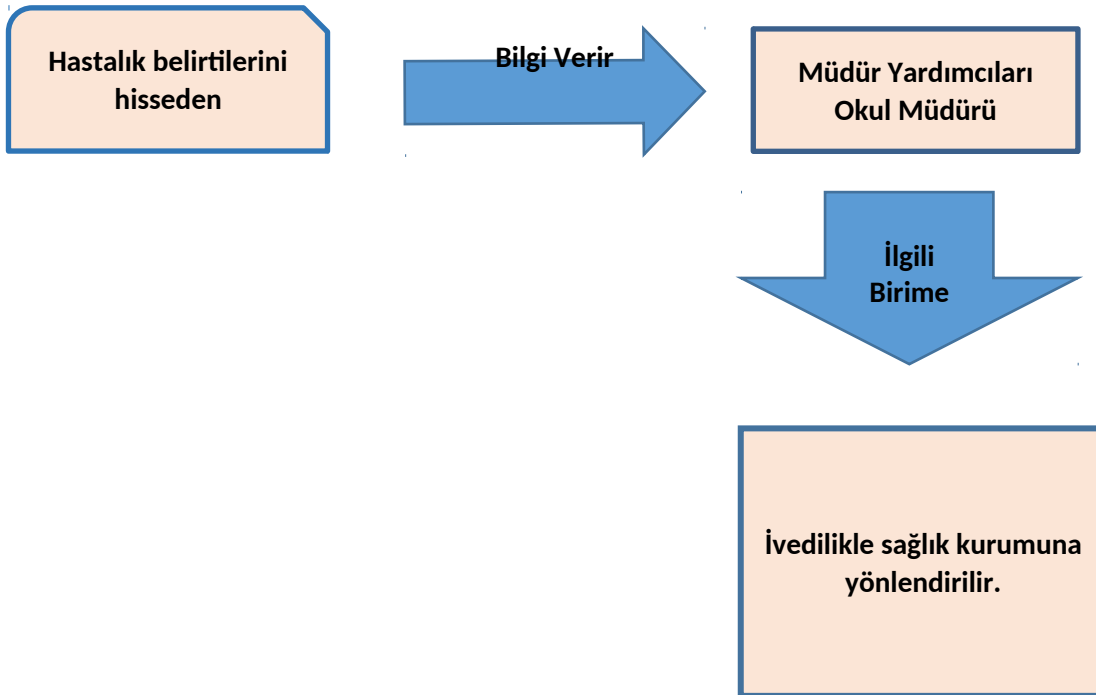 Hastalık belirtilerini
hisseden
Bilgi Verir
Müdür Yardımcıları
Okul Müdürü
İlgili
Birime
İvedilikle sağlık kurumuna
yönlendirilir.